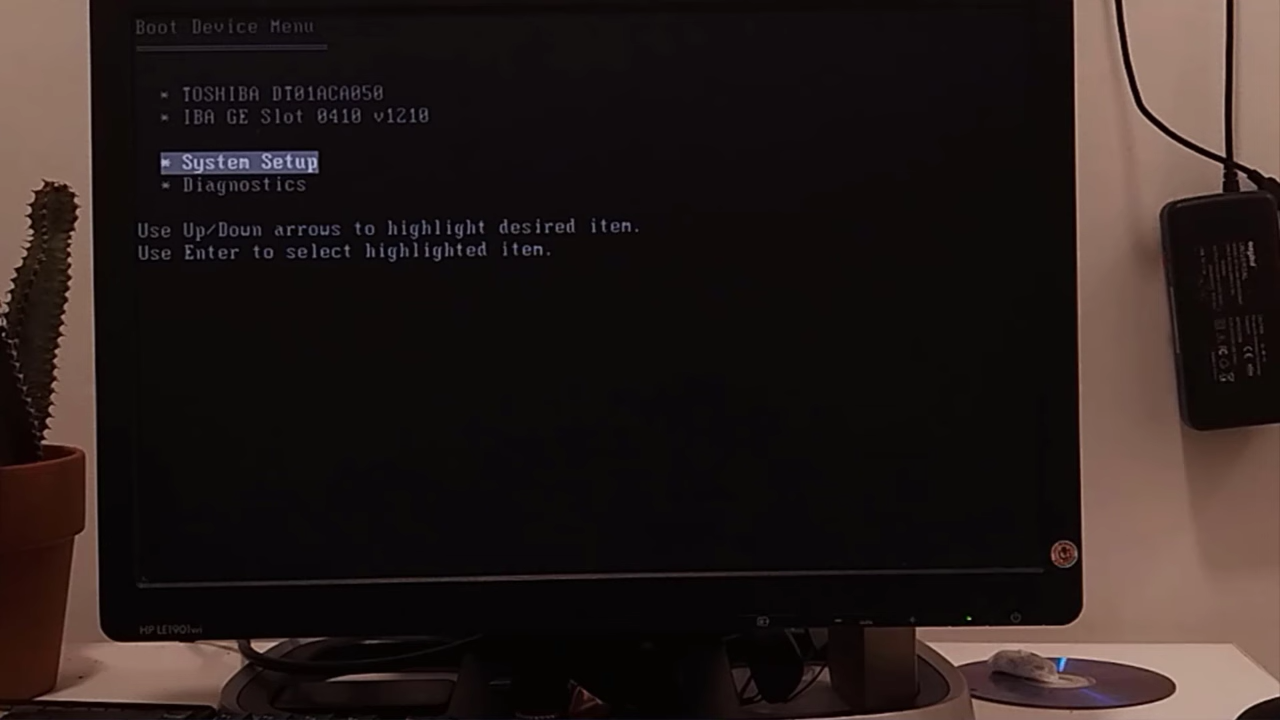 Boot Device Menu
* TOSHIBA DT01ACA050
* IBA GE Slot 0410 v1210
* System Setup
* Diagnostics
Use Up/Down arrows to highlight desired item.
Use Enter to select highlighted item.
HP LE1901wi